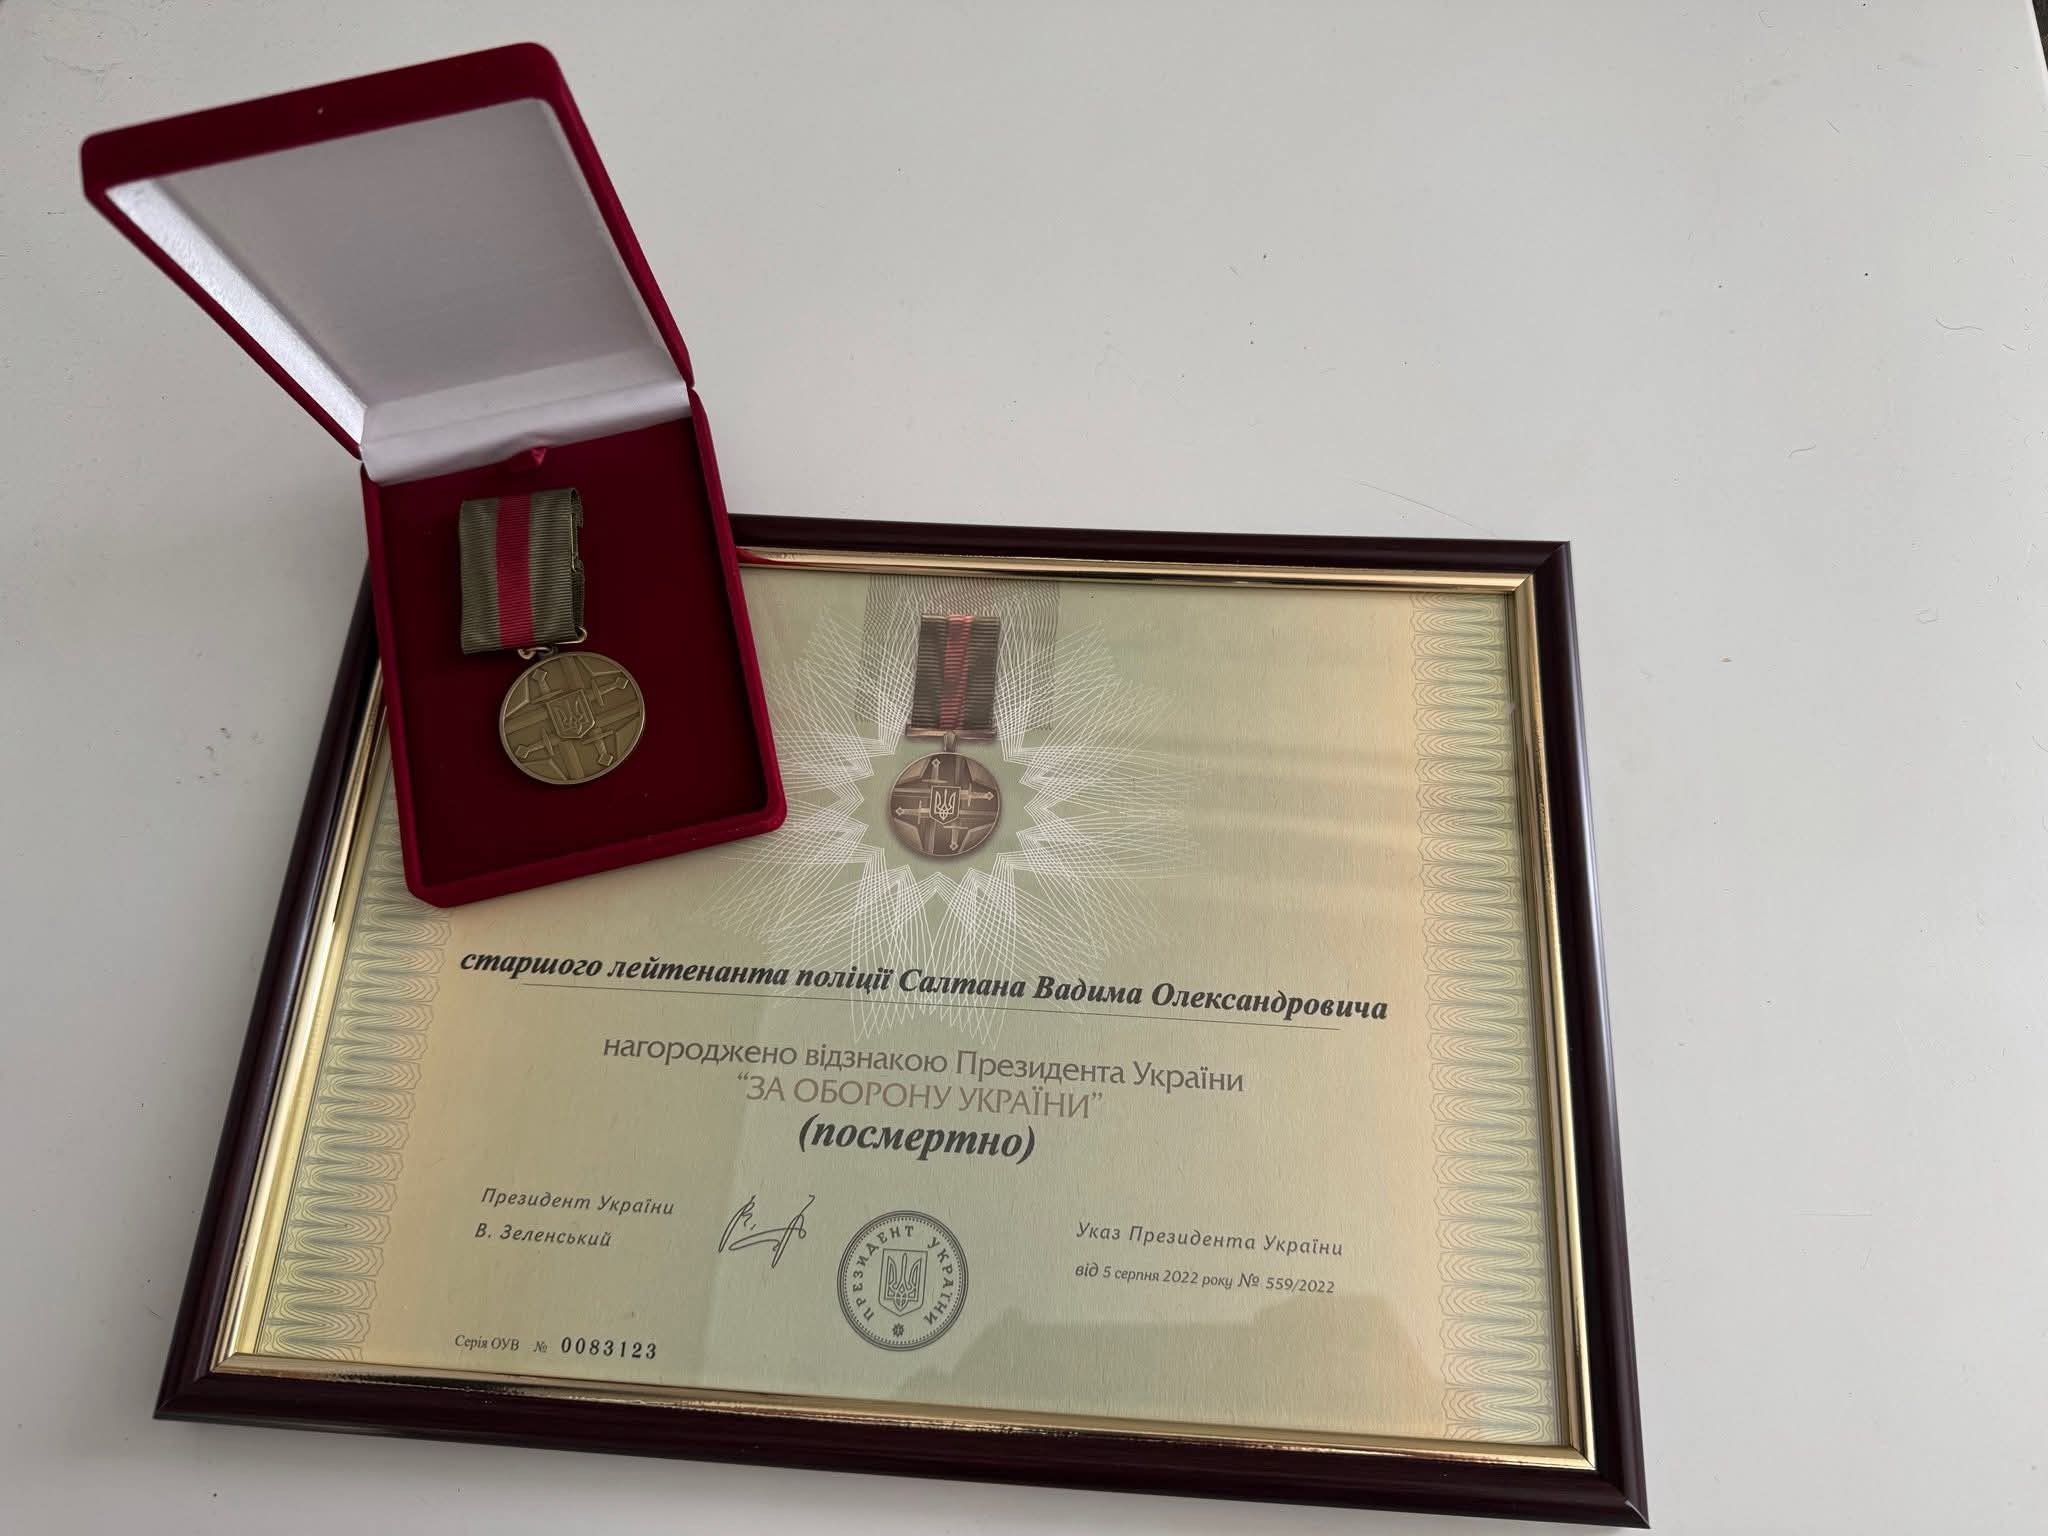 старшого лейтенанта поліції Салтана Вадима Олександровича
нагороджено відзнакою Президента України
“ЗА ОБОРОНУ УКРАЇНИ”
(посмертно)
Президент України
В. Зеленський
ПРЕЗИДЕНТ УКРАЇНИ
Указ Президента України
від 5 серпня 2022 року № 559/2022
Серія ОУВ № 0083123